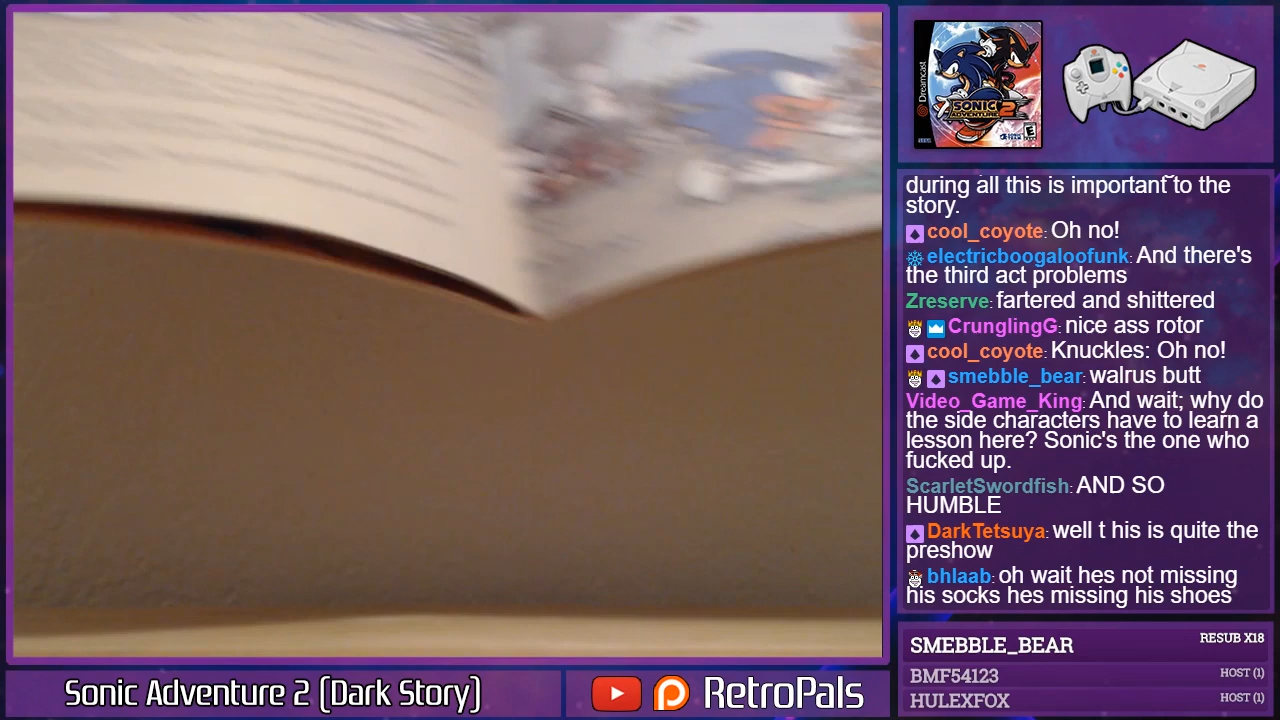 Dreamcast
SONIC
ADVENTURE 2
during all this is important to the
story.
cool_coyote: Oh no!
electricboogaloofunk: And there's
the third act problems
Zreserve: fartered and shittered
CrunglingG: nice ass rotor
cool_coyote: Knuckles: Oh no!
smebble_bear: walrus butt
Video_Game_King: And wait; why do
the side characters have to learn a
lesson here? Sonic's the one who
fucked up.
ScarletSwordfish: AND SO
HUMBLE
DarkTetsuya: well t his is quite the
preshow
bhlaab: oh wait hes not missing
his socks hes missing his shoes
SMEBBLE_BEAR RESUB X18
BMF54123 HOST (1)
HULEXFOX HOST (1)
Sonic Adventure 2 (Dark Story)
RetroPals